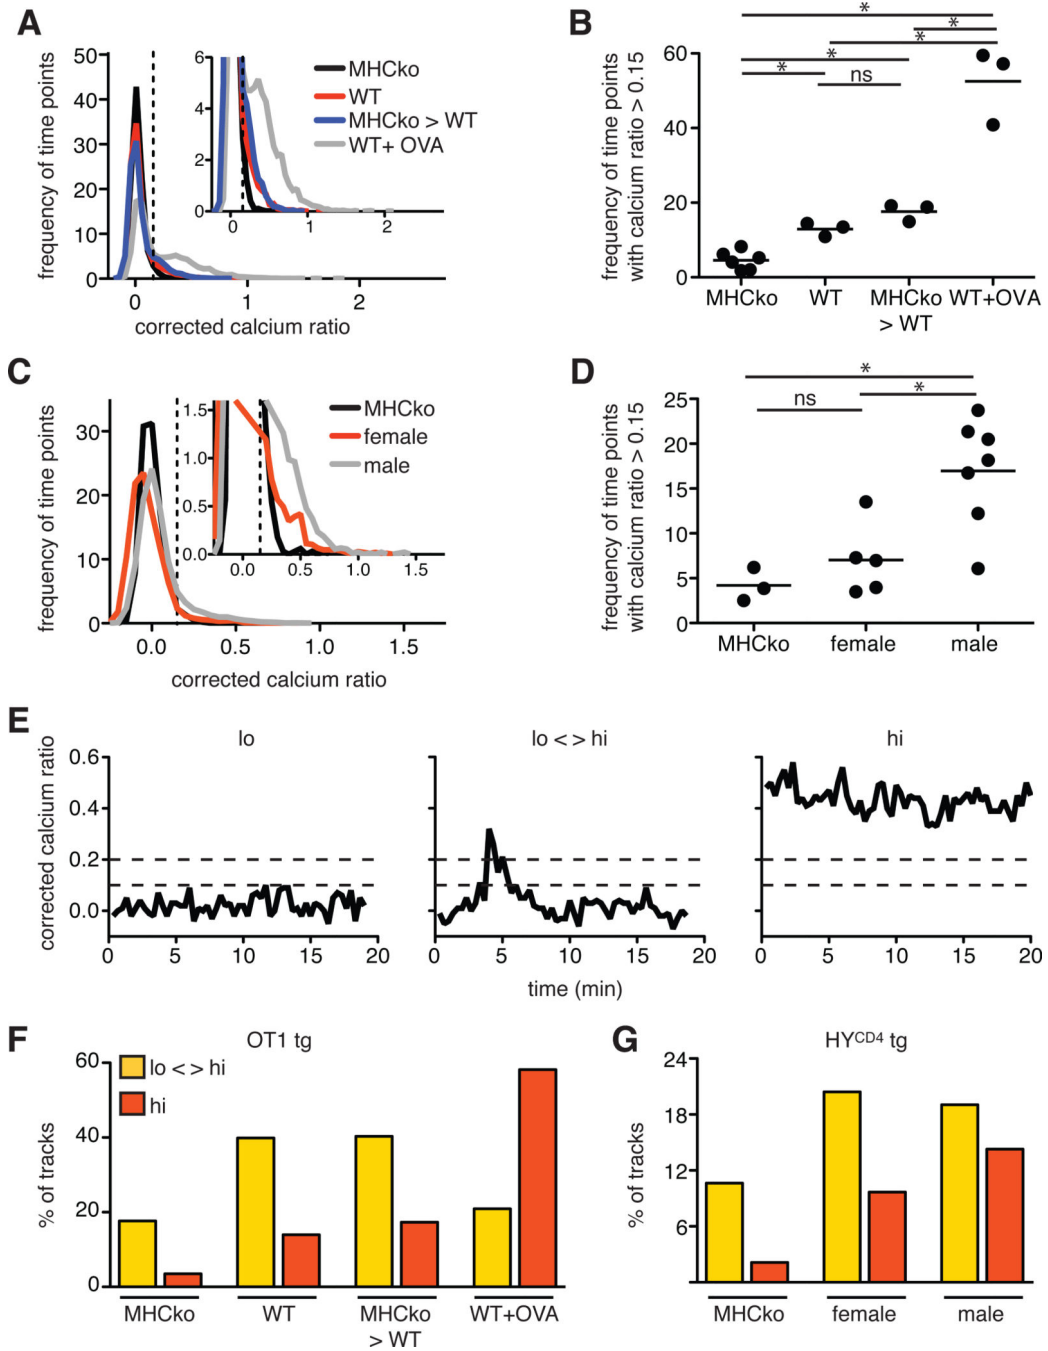 A
frequency of time points
50
40
30
20
10
0
0
1
2
corrected calcium ratio
6
4
2
0
0
1
2
MHCko
WT
MHCko > WT
WT+ OVA
B
frequency of time points
with calcium ratio > 0.15
60
40
20
0
*
*
*
*
*
ns
MHCko
WT
MHCko
> WT
WT+OVA
C
frequency of time points
30
20
10
0
0.0
0.5
1.0
1.5
corrected calcium ratio
1.5
1.0
0.5
0.0
0.0
0.5
1.0
1.5
MHCko
female
male
D
frequency of time points
with calcium ratio > 0.15
25
20
15
10
5
0
*
*
ns
MHCko
female
male
E
corrected calcium ratio
0.6
0.4
0.2
0.0
lo
0 5 10 15 20
lo < > hi
0 5 10 15 20
hi
0 5 10 15 20
time (min)
F
OT1 tg
% of tracks
60
40
20
0
lo < > hi
hi
MHCko
WT
MHCko
> WT
WT+OVA
G
HYCD4 tg
% of tracks
24
18
12
6
MHCko
female
male